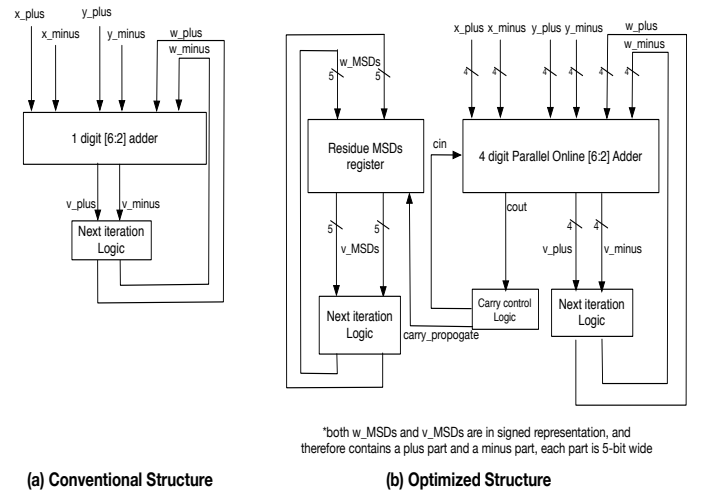 x_plus
y_plus
x_minus
y_minus
w_plus
w_minus
1 digit [6:2] adder
v_plus
v_minus
Next iteration
Logic
(a) Conventional Structure
w_MSDs
5
5
Residue MSDs
register
5
5
v_MSDs
Next iteration
Logic
x_plus
x_minus
y_plus
y_minus
w_plus
w_minus
4
4
4
4
4
4
cin
4 digit Parallel Online [6:2] Adder
cout
4
4
v_plus
v_minus
Carry control
Logic
carry_propogate
Next iteration
Logic
*both w_MSDs and v_MSDs are in signed representation, and
therefore contains a plus part and a minus part, each part is 5-bit wide
(b) Optimized Structure